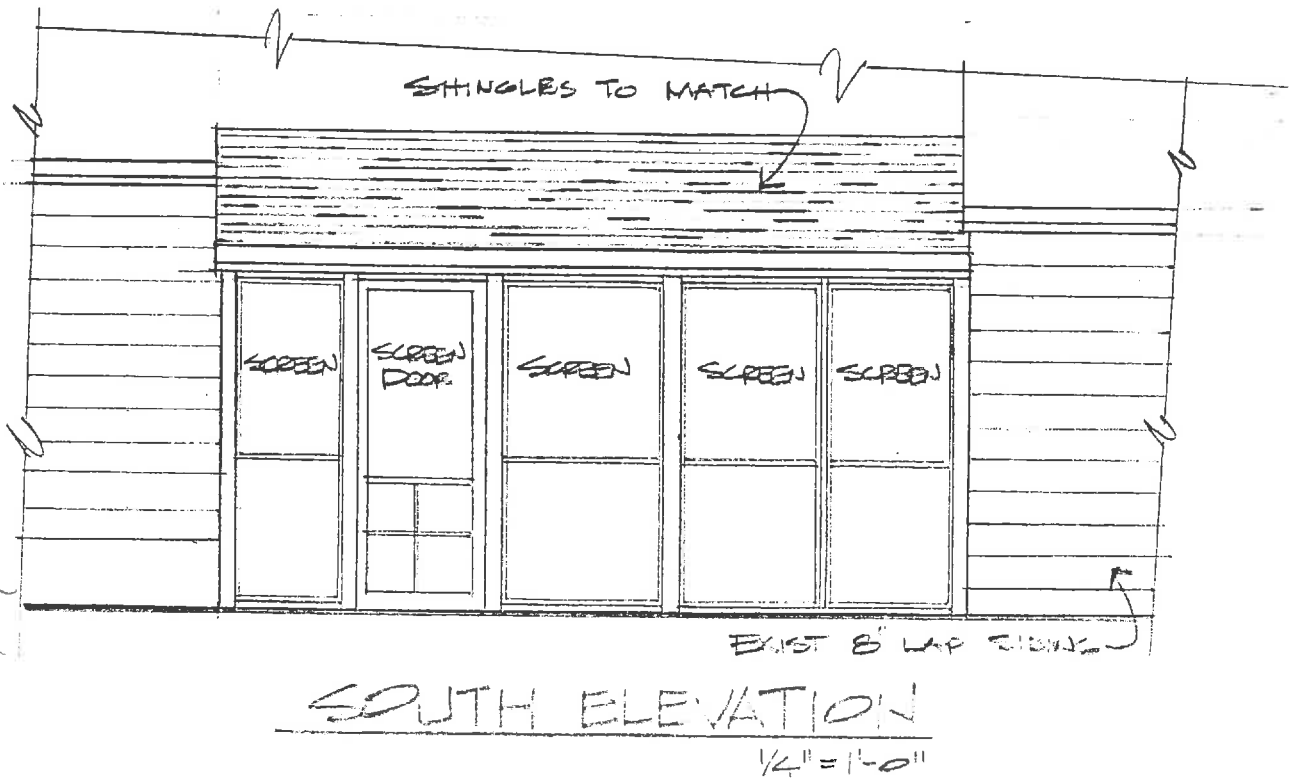 SHINGLES TO MATCH
SCREEN
SCREEN
DOOR
SCREEN
SCREEN
SCREEN
EXIST 8" LAP SIDING
SOUTH ELEVATION
1/4" = 1'-0"